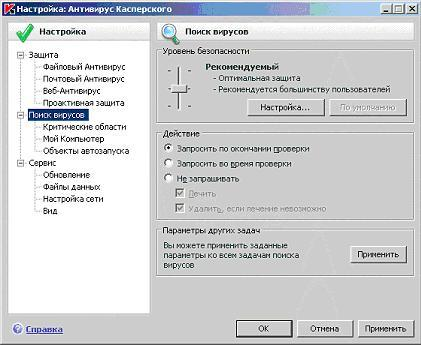 Настройка: Антивирус Касперского
Настройка
Защита
Файловый Антивирус
Почтовый Антивирус
Веб-Антивирус
Проактивная защита
Поиск вирусов
Критические области
Мой Компьютер
Объекты автозапуска
Сервис
Обновление
Файлы данных
Настройка сети
Вид
Поиск вирусов
Уровень безопасности
Рекомендуемый
- Оптимальная защита
- Рекомендуется большинству пользователей
Настройка...
По умолчанию
Действие
Запросить по окончании проверки
Запросить во время проверки
Не запрашивать
Лечить
Удалить, если лечение невозможно
Параметры других задач
Вы можете применить заданные
параметры ко всем задачам поиска
вирусов
Применить
Справка
OK
Отмена
Применить